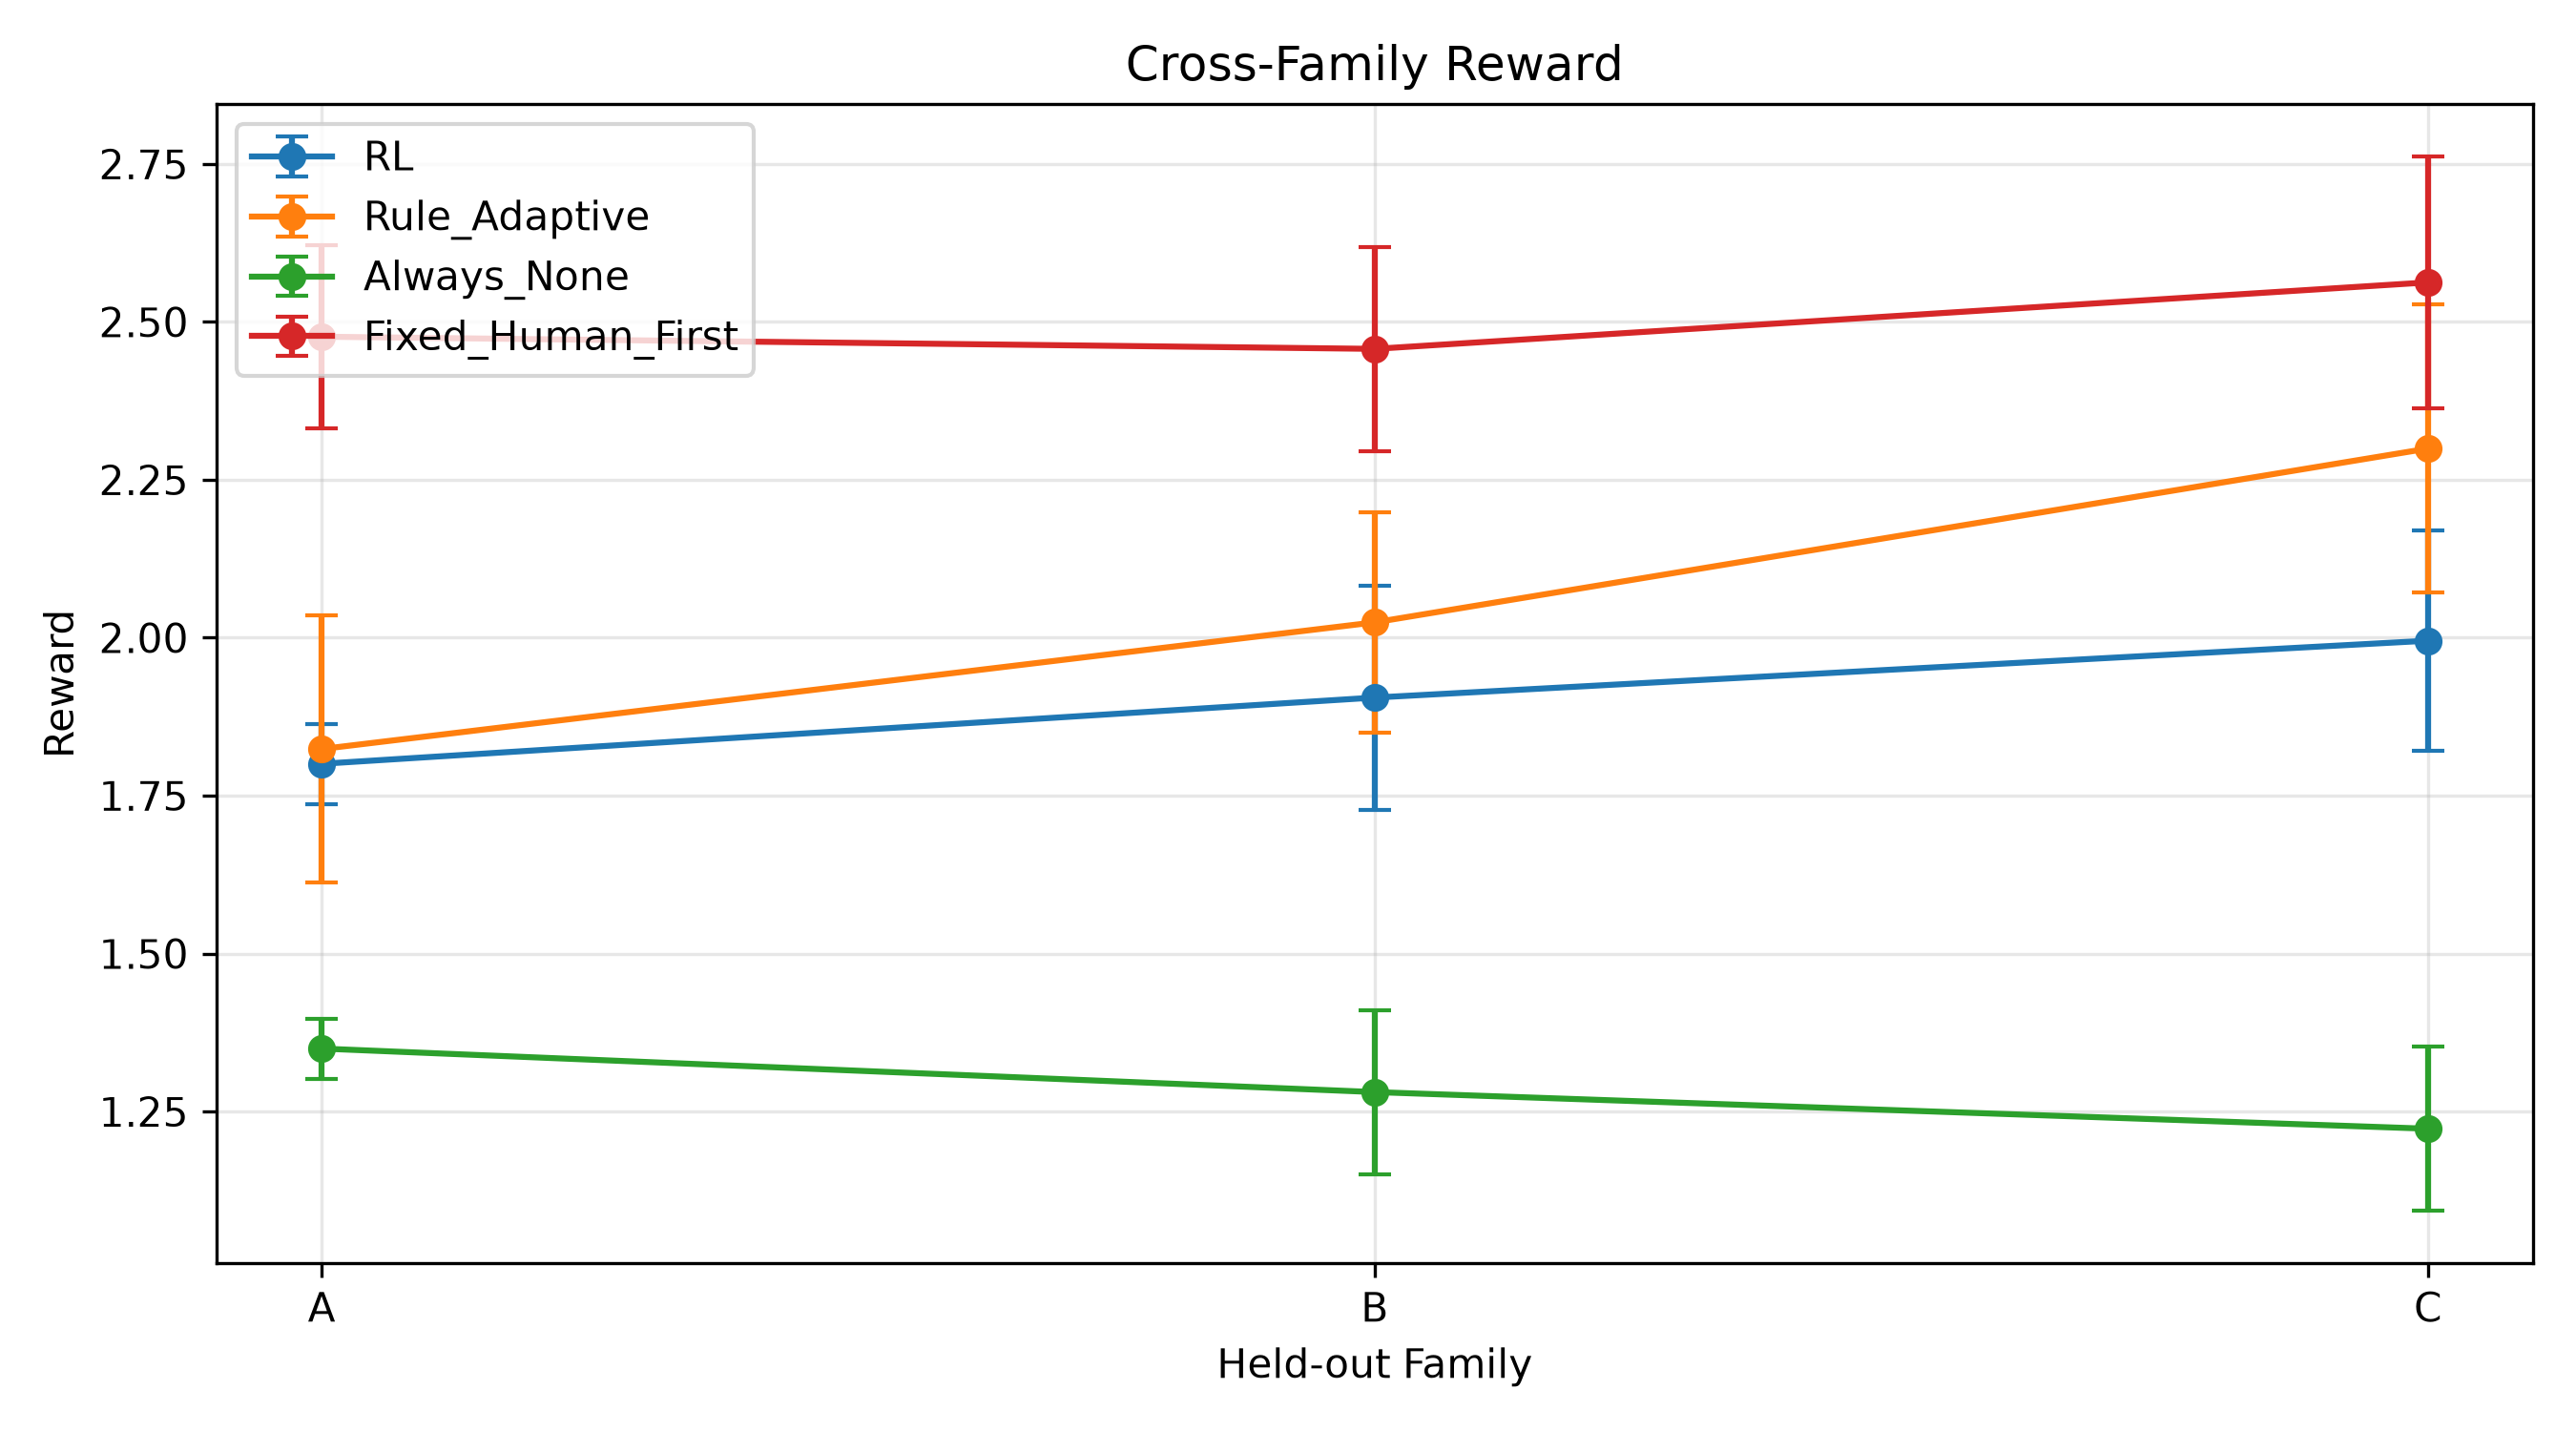 Cross-Family Reward
RL
Rule_Adaptive
Always_None
Fixed_Human_First
2.75
2.50
2.25
2.00
1.75
1.50
1.25
Reward
A
B
C
Held-out Family